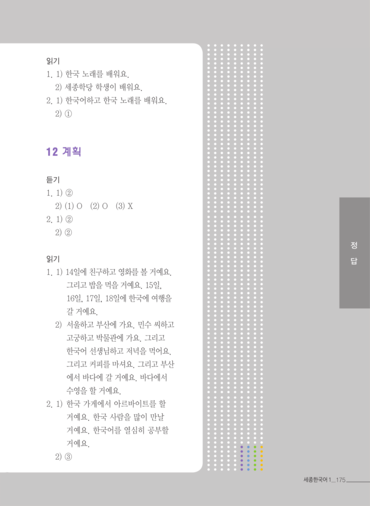 읽기
1. 1) 한국 노래를 배워요.
2) 세종학당 학생이 배워요.
2. 1) 한국어하고 한국 노래를 배워요.
2) ①
12 계획
듣기
1. 1) ②
2) (1) O (2) O (3) X
2. 1) ②
2) ②
읽기
1. 1) 14일에 친구하고 영화를 볼 거예요.
그리고 밥을 먹을 거예요. 15일,
16일, 17일, 18일에 한국에 여행을
갈 거예요.
2) 서울하고 부산에 가요. 민수 씨하고
고궁하고 박물관에 가요. 그리고
한국어 선생님하고 저녁을 먹어요.
그리고 커피를 마셔요. 그리고 부산
에서 바다에 갈 거예요. 바다에서
수영을 할 거예요.
2. 1) 한국 가게에서 아르바이트를 할
거예요. 한국 사람을 많이 만날
거예요. 한국어를 열심히 공부할
거예요.
2) ③
정
답
세종한국어 1_ 175